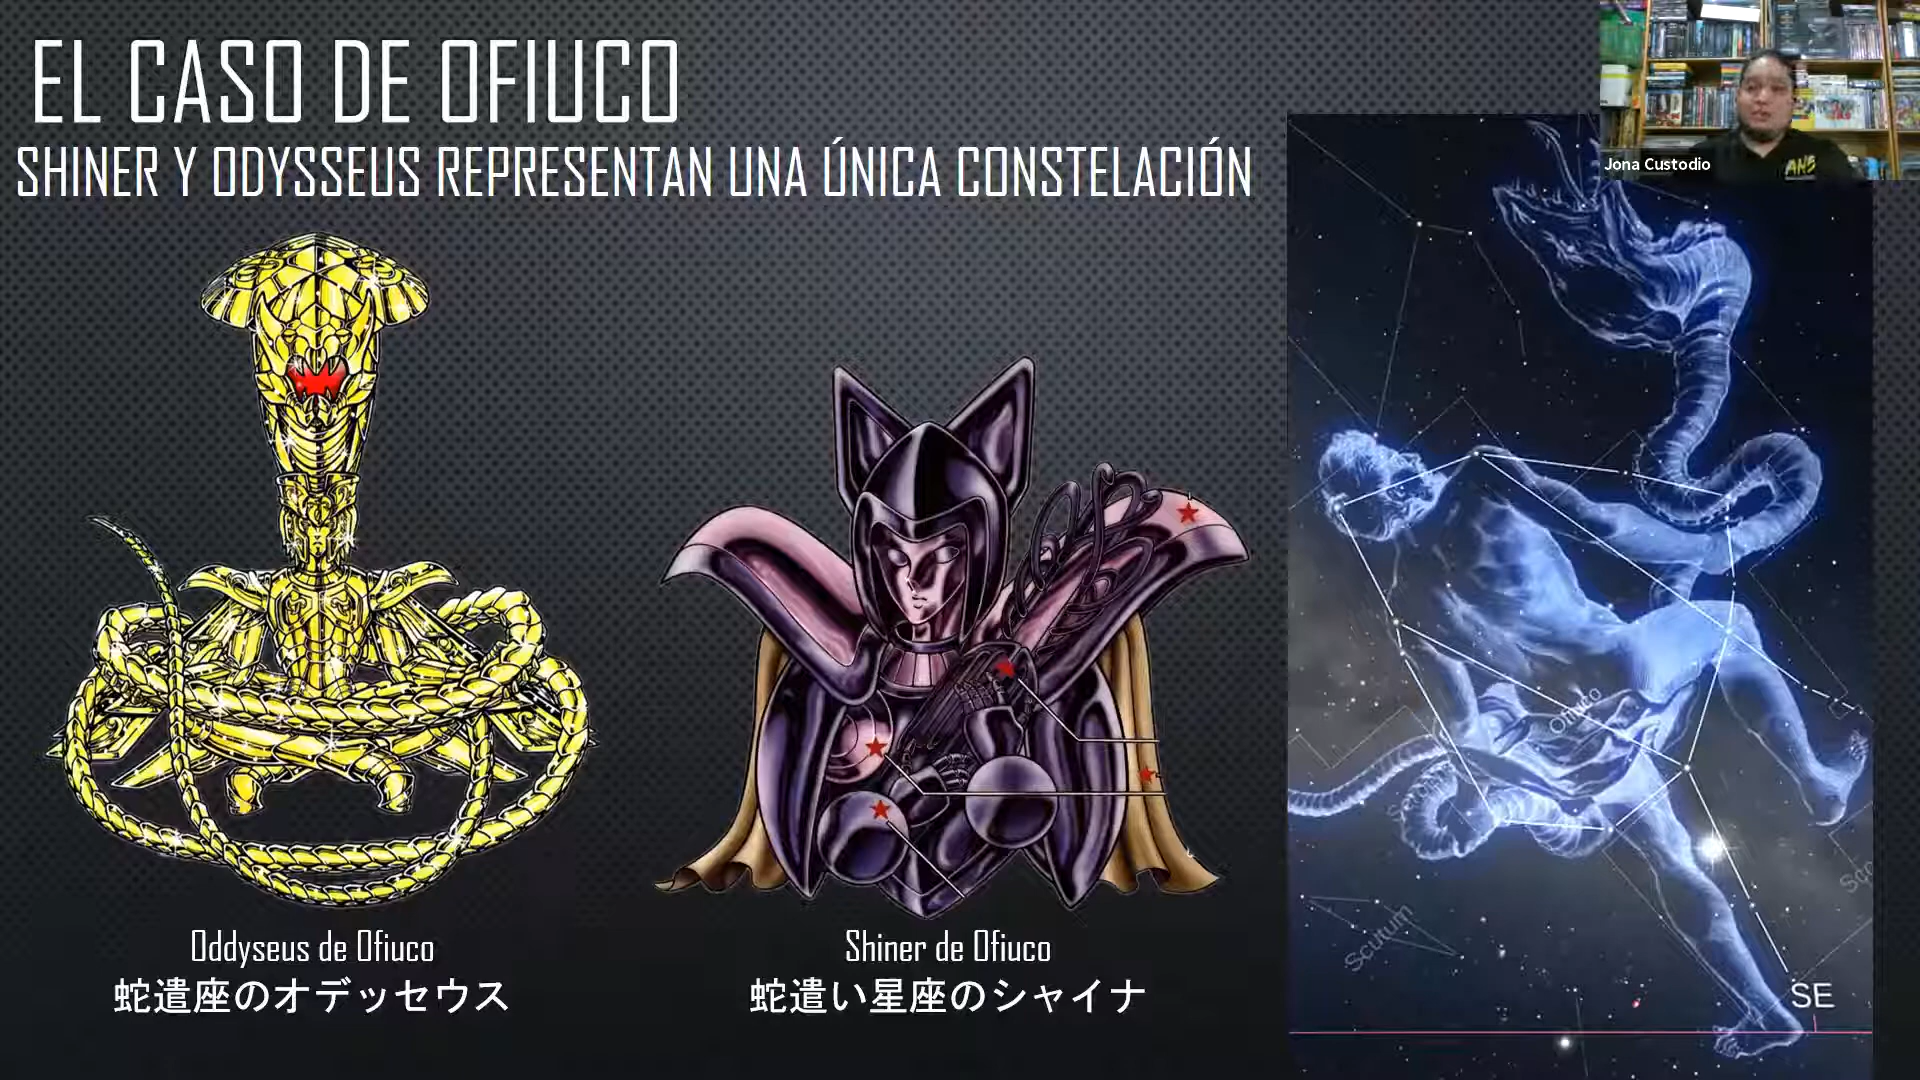 EL CASO DE OFIUCO
SHINER Y ODYSSEUS REPRESENTAN UNA ÚNICA CONSTELACIÓN
Jona Custodio
Ofiuco
Scutum
SE
Oddyseus de Ofiuco
蛇遣座のオデッセウス
Shiner de Ofiuco
蛇遣い星座のシャイナ